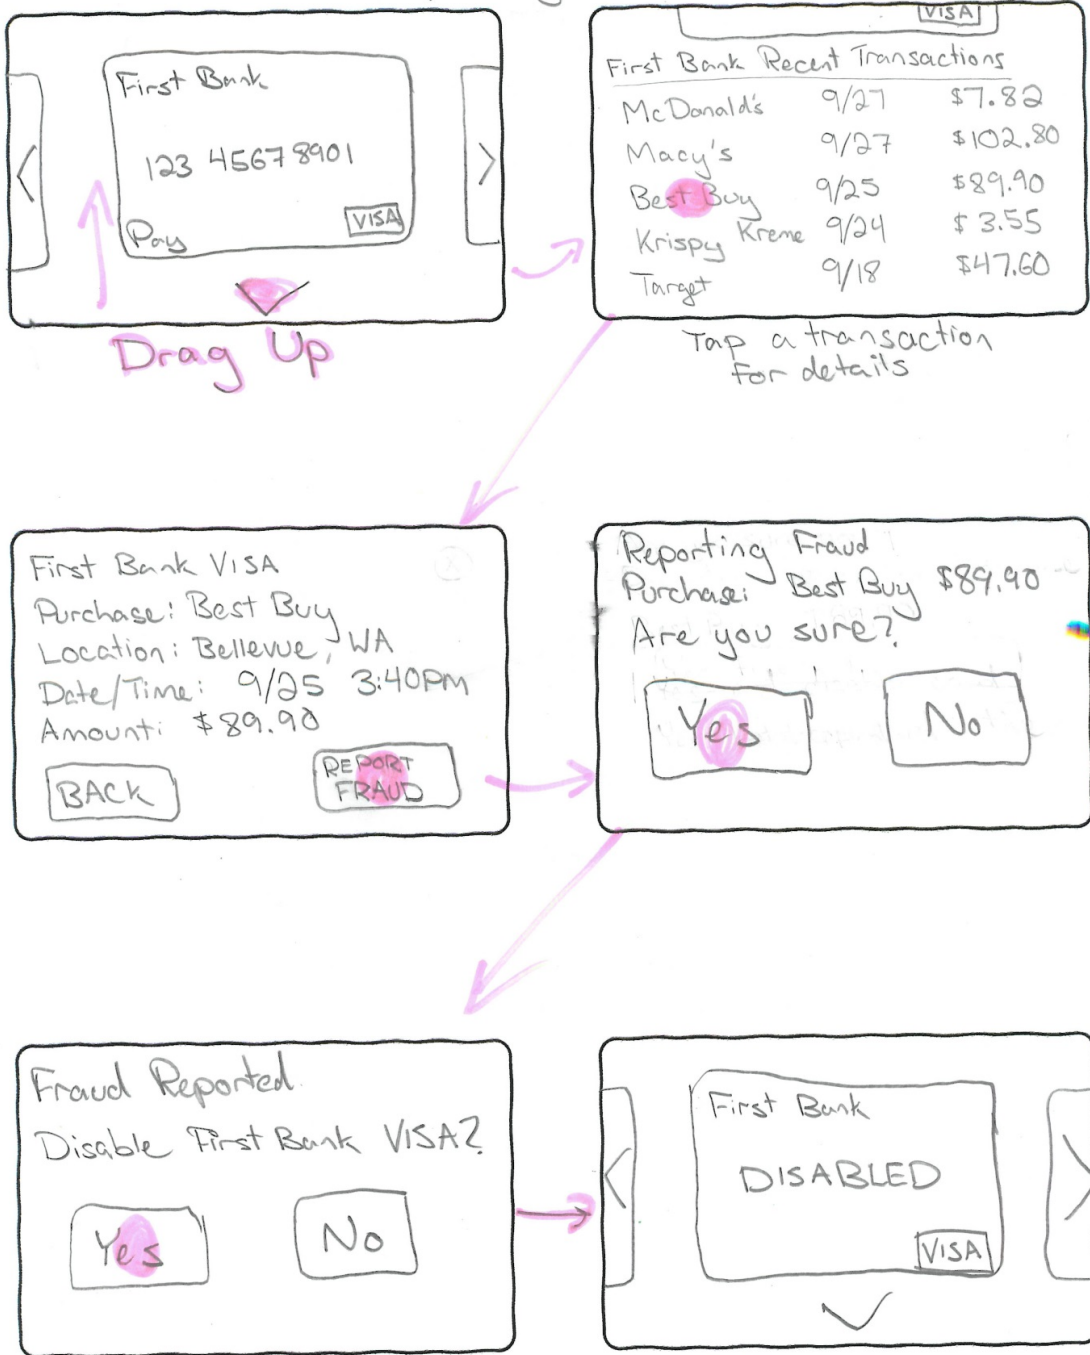 First Bank
123 4567 8901
Pay
VISA
Drag Up
VISA
First Bank Recent Transactions
McDonald's 9/27 $7.82
Macy's 9/27 $102.80
Best Buy 9/25 $89.90
Krispy Kreme 9/24 $3.55
Target 9/18 $47.60
Tap a transaction
for details
First Bank VISA
Purchase: Best Buy
Location: Bellevue, WA
Date/Time: 9/25 3:40PM
Amount: $89.90
BACK
REPORT
FRAUD
Reporting Fraud
Purchase: Best Buy $89.90
Are you sure?
Yes
No
Fraud Reported
Disable First Bank VISA?
Yes
No
First Bank
DISABLED
VISA